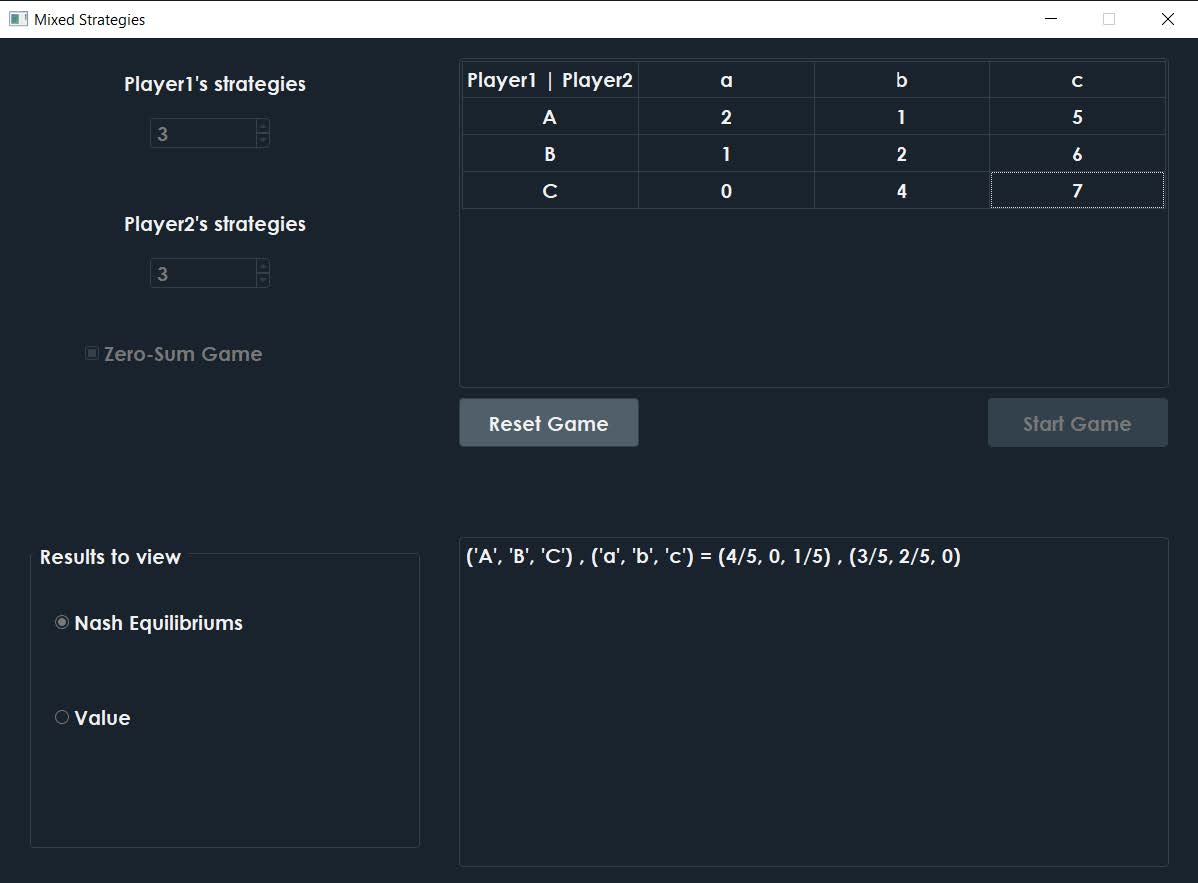 Mixed Strategies
Player1's strategies
3
Player2's strategies
3
Zero-Sum Game
Player1 | Player2 a b c
A 2 1 5
B 1 2 6
C 0 4 7
Reset Game
Start Game
Results to view
Nash Equilibriums
Value
('A', 'B', 'C') , ('a', 'b', 'c') = (4/5, 0, 1/5) , (3/5, 2/5, 0)